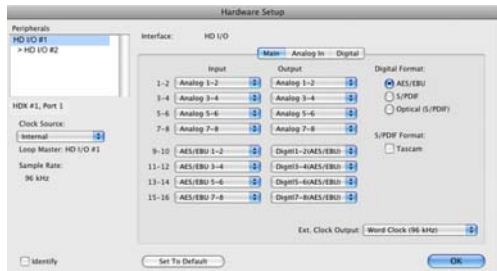 Hardware Setup
Peripherals
HD I/O #1
> HD I/O #2
HDX #1, Port 1
Clock Source:
Internal
Loop Master: HD I/O #1
Sample Rate:
96 kHz
Identify
Interface: HD I/O
Main Analog In Digital
Input Output
1-2 Analog 1-2 Analog 1-2
3-4 Analog 3-4 Analog 3-4
5-6 Analog 5-6 Analog 5-6
7-8 Analog 7-8 Analog 7-8
9-10 AES/EBU 1-2 Digitl1-2(AES/EBU)
11-12 AES/EBU 3-4 Digitl3-4(AES/EBU)
13-14 AES/EBU 5-6 Digitl5-6(AES/EBU)
15-16 AES/EBU 7-8 Digitl7-8(AES/EBU)
Digital Format:
AES/EBU
S/PDIF
Optical (S/PDIF)
S/PDIF Format:
Tascam
Ext. Clock Output: Word Clock (96 kHz)
Set To Default
OK